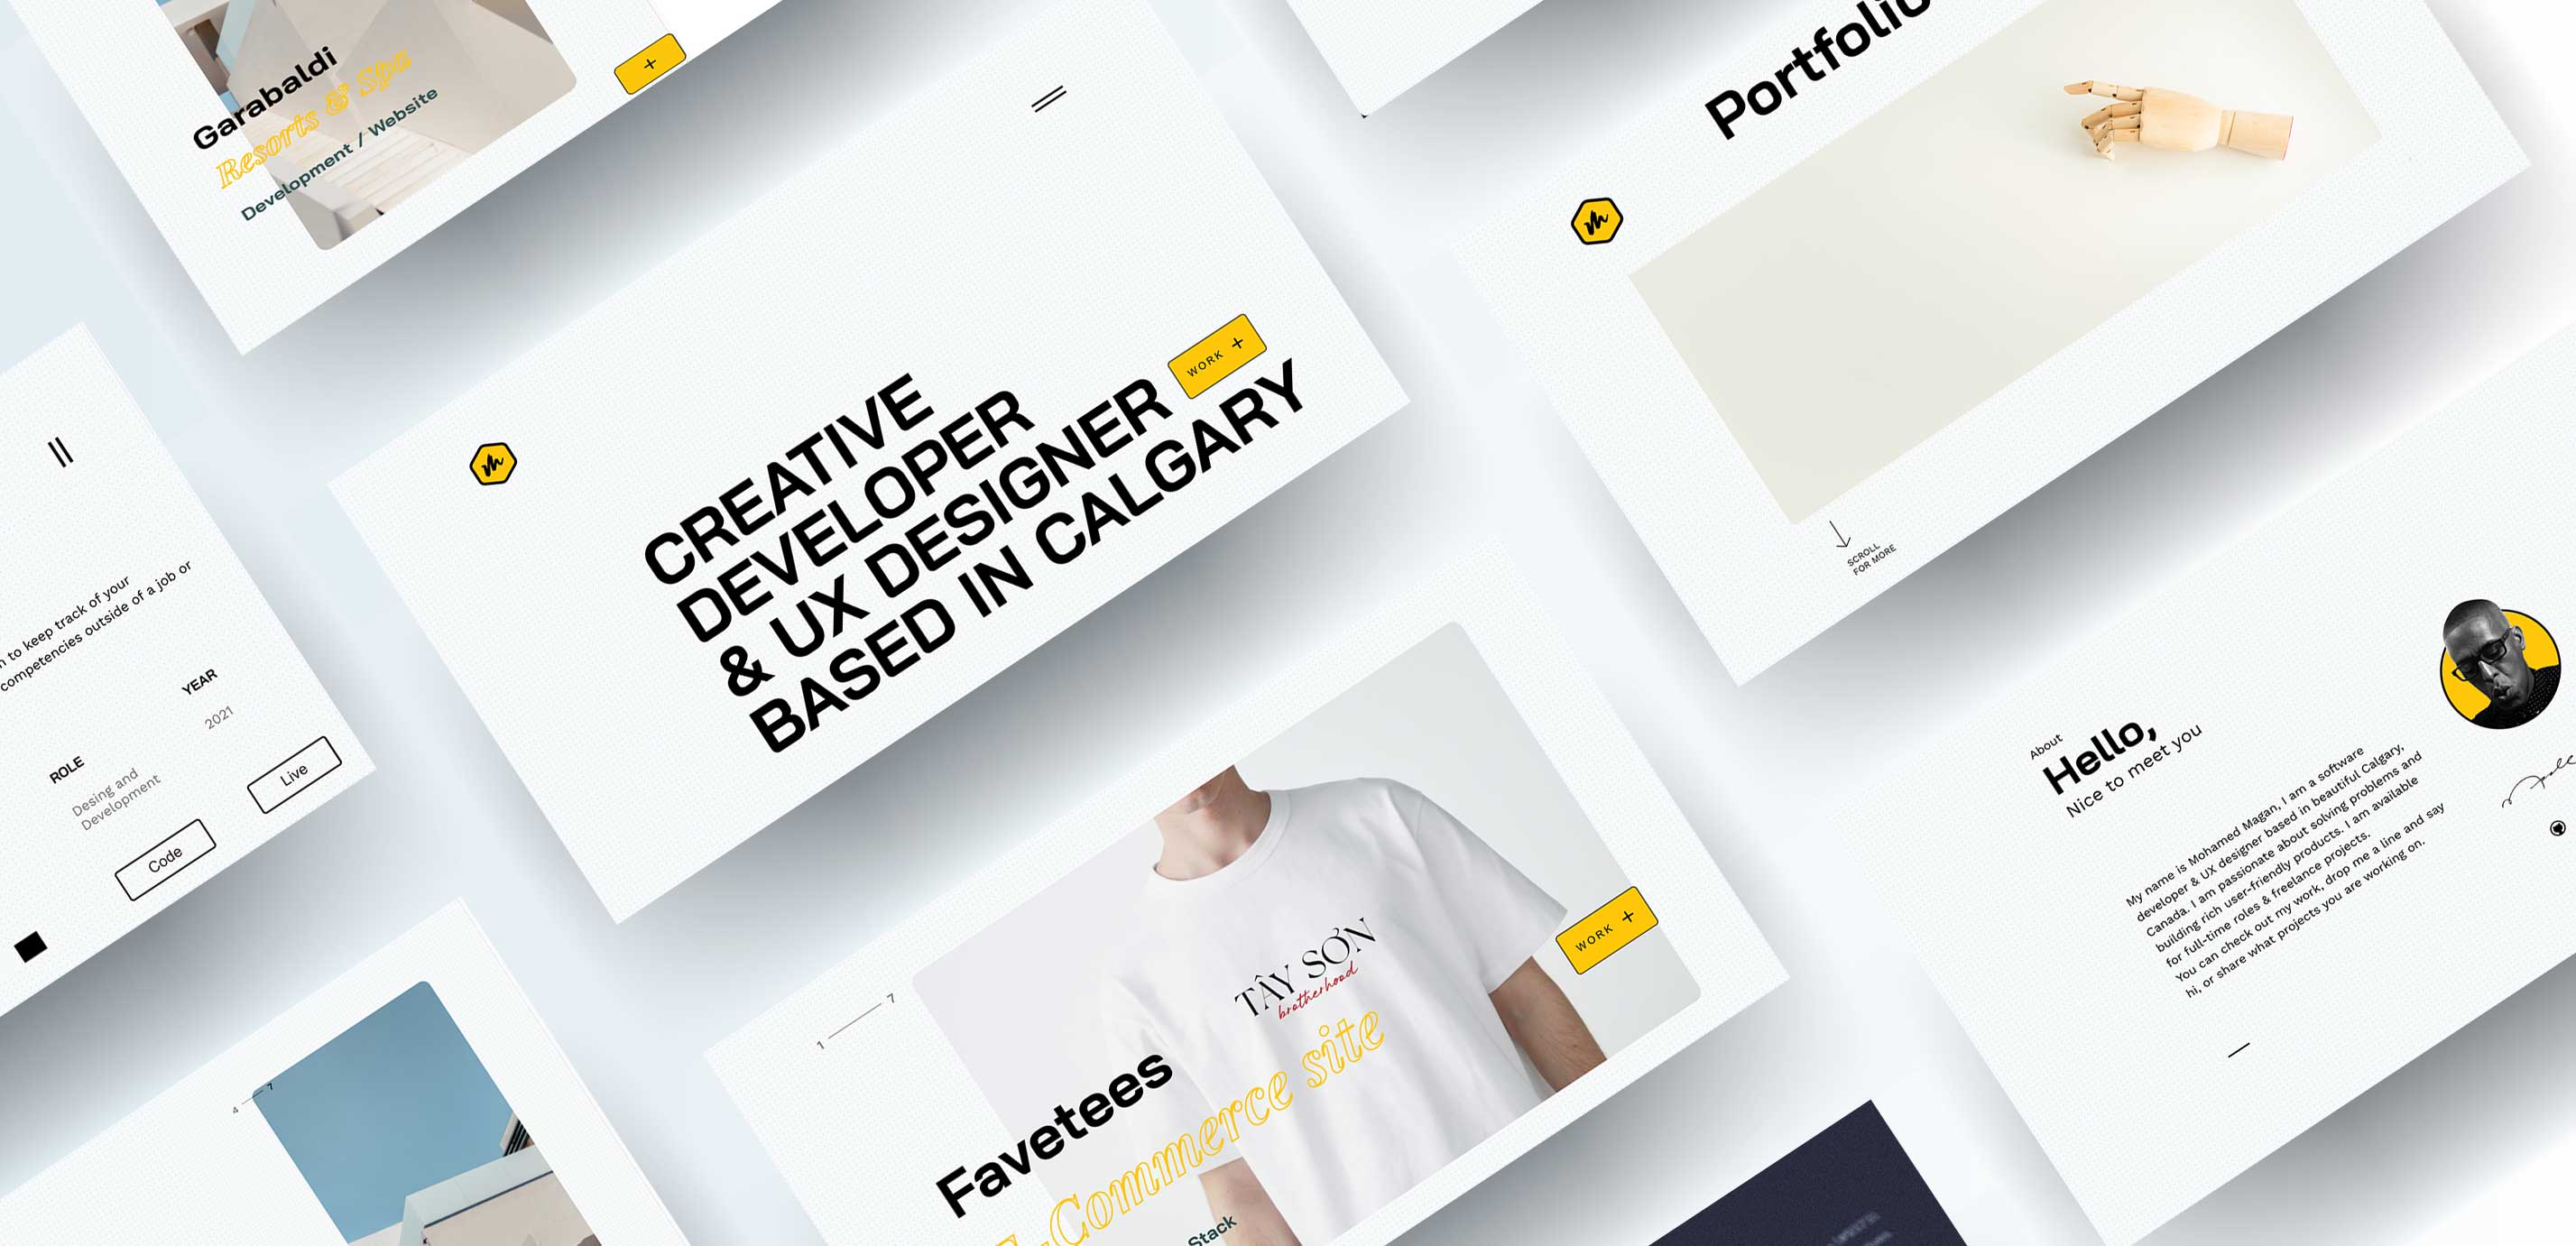 Garabaldi
Resorts & Spa
Development / Website
Portfolio
SCROLL
FOR MORE
CREATIVE
DEVELOPER
& UX DESIGNER
BASED IN CALGARY
WORK
to keep track of your
competencies outside of a job or
YEAR
2021
ROLE
Desing and
Development
Live
Code
4 7
1 7
TÂY SƠN
brotherhood
WORK
Favetees
E-Commerce site
Stack
About
Hello,
Nice to meet you
My name is Mohamed Magan, I am a software
developer & UX designer based in beautiful Calgary,
Canada. I am passionate about solving problems and
building rich user-friendly products. I am available
for full-time roles & freelance projects.
You can check out my work, drop me a line and say
hi, or share what projects you are working on.